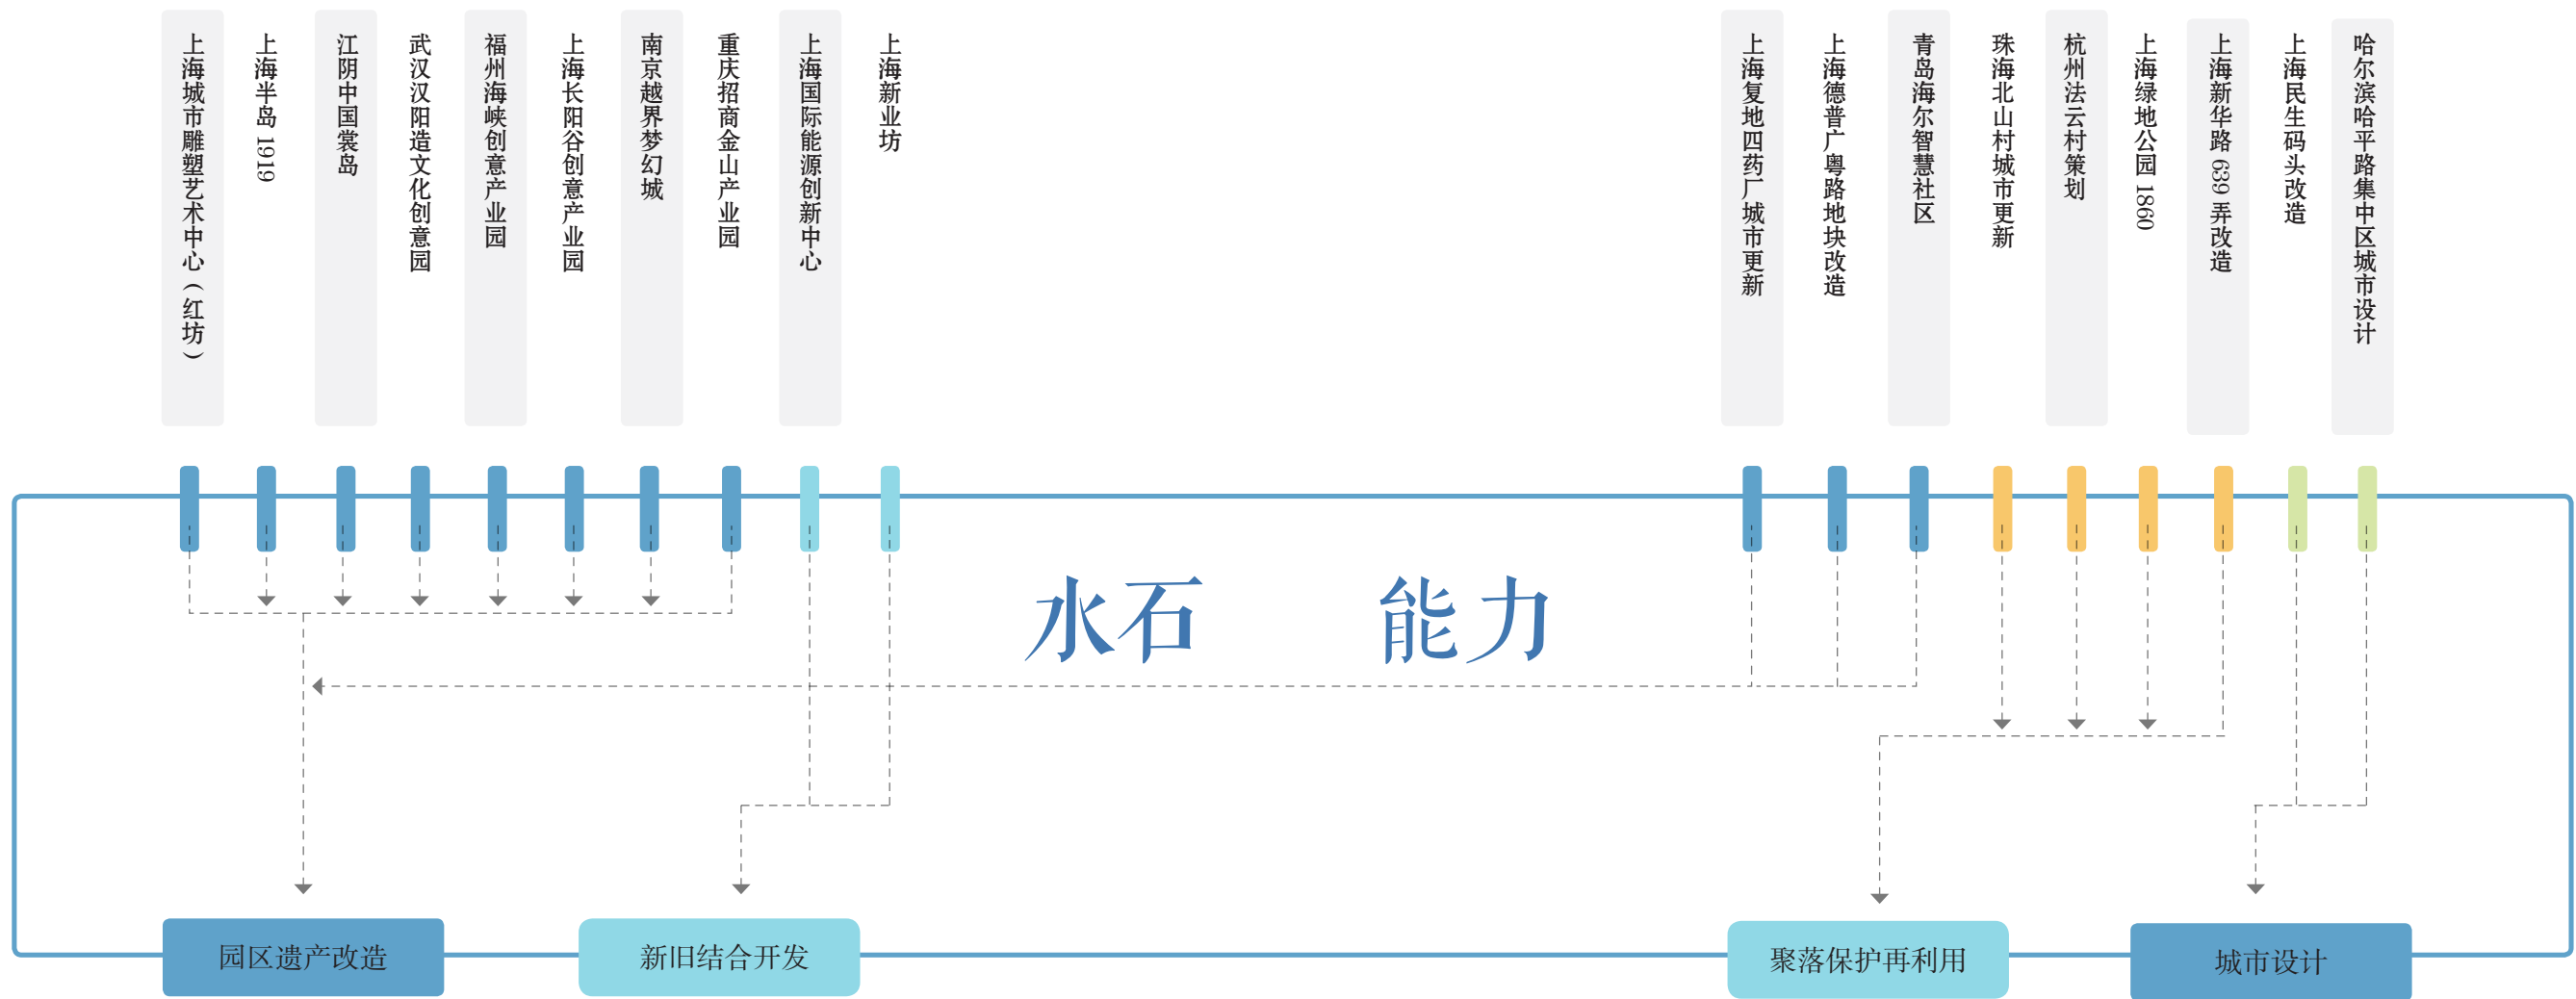 上海城市雕塑艺术中心（红坊）
上海半岛 1919
江阴中国裳岛
武汉汉阳造文化创意园
福州海峡创意产业园
上海长阳谷创意产业园
南京越界梦幻城
重庆招商金山产业园
上海国际能源创新中心
上海新业坊
上海复地四药厂城市更新
上海德普广粤路地块改造
青岛海尔智慧社区
珠海北山村城市更新
杭州法云村策划
上海绿地公园 1860
上海新华路 639 弄改造
上海民生码头改造
哈尔滨哈平路集中区城市设计
水石 能力
园区遗产改造
新旧结合开发
聚落保护再利用
城市设计